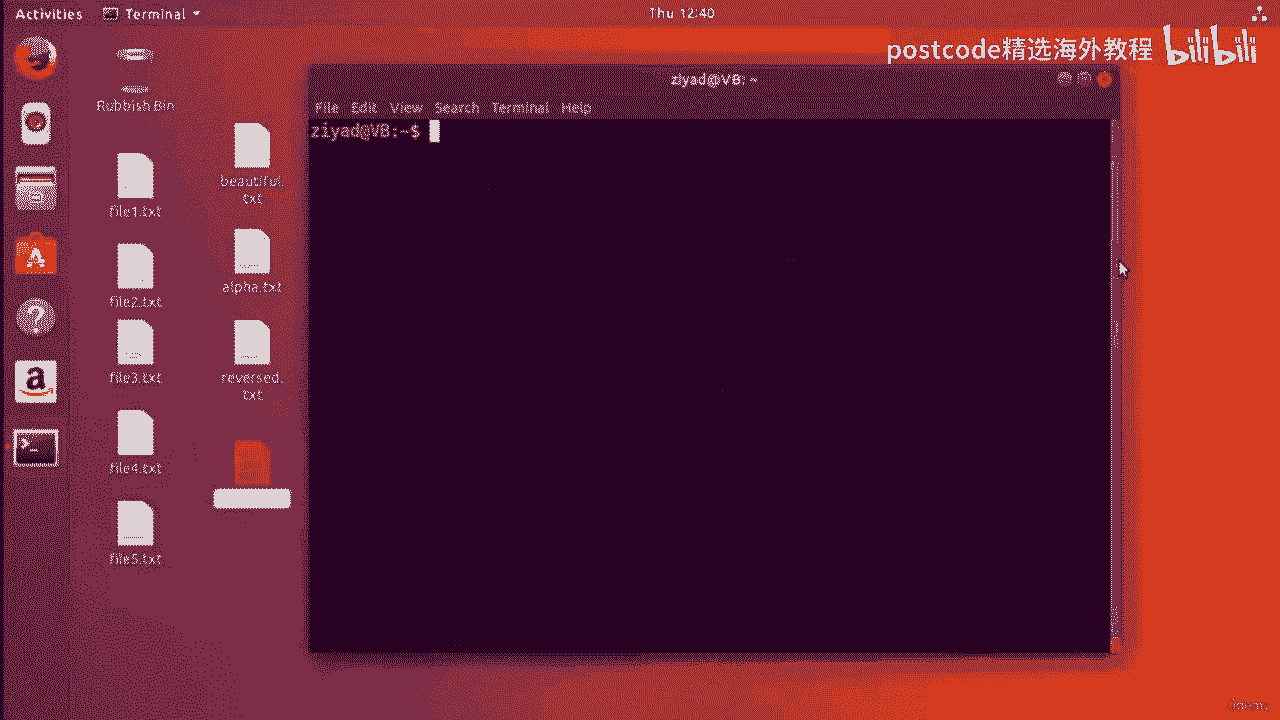 Activities
Terminal
Thu 12:40
postcode精选海外教程 bilibili
Rubbish Bin
ziyad@VB: ~
File Edit View Search Terminal Help
ziyad@VB:~$
beautiful.
txt
file1.txt
alpha.txt
file2.txt
file3.txt
reversed.
txt
file4.txt
file5.txt